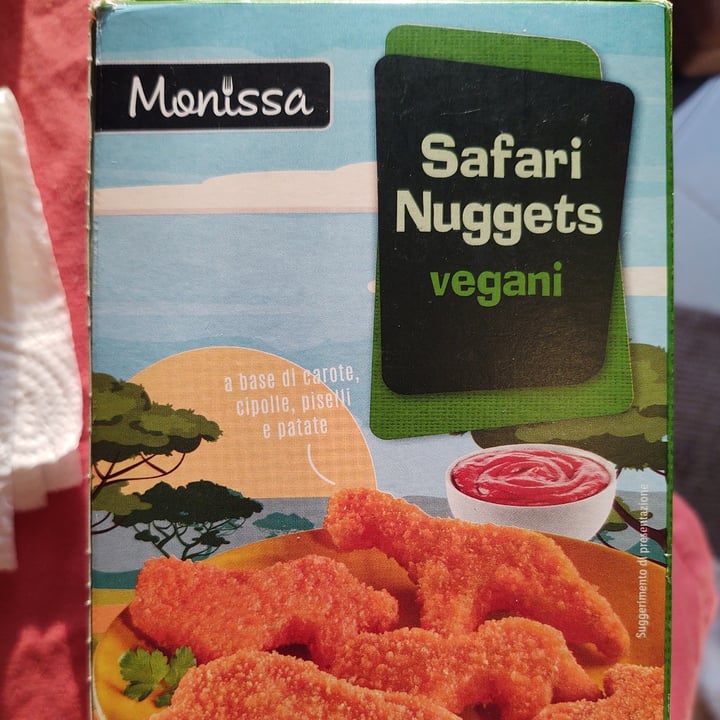 Monissa
Safari
Nuggets
vegani
a base di carote,
cipolle, piselli
e patate
Suggerimento di presentazione